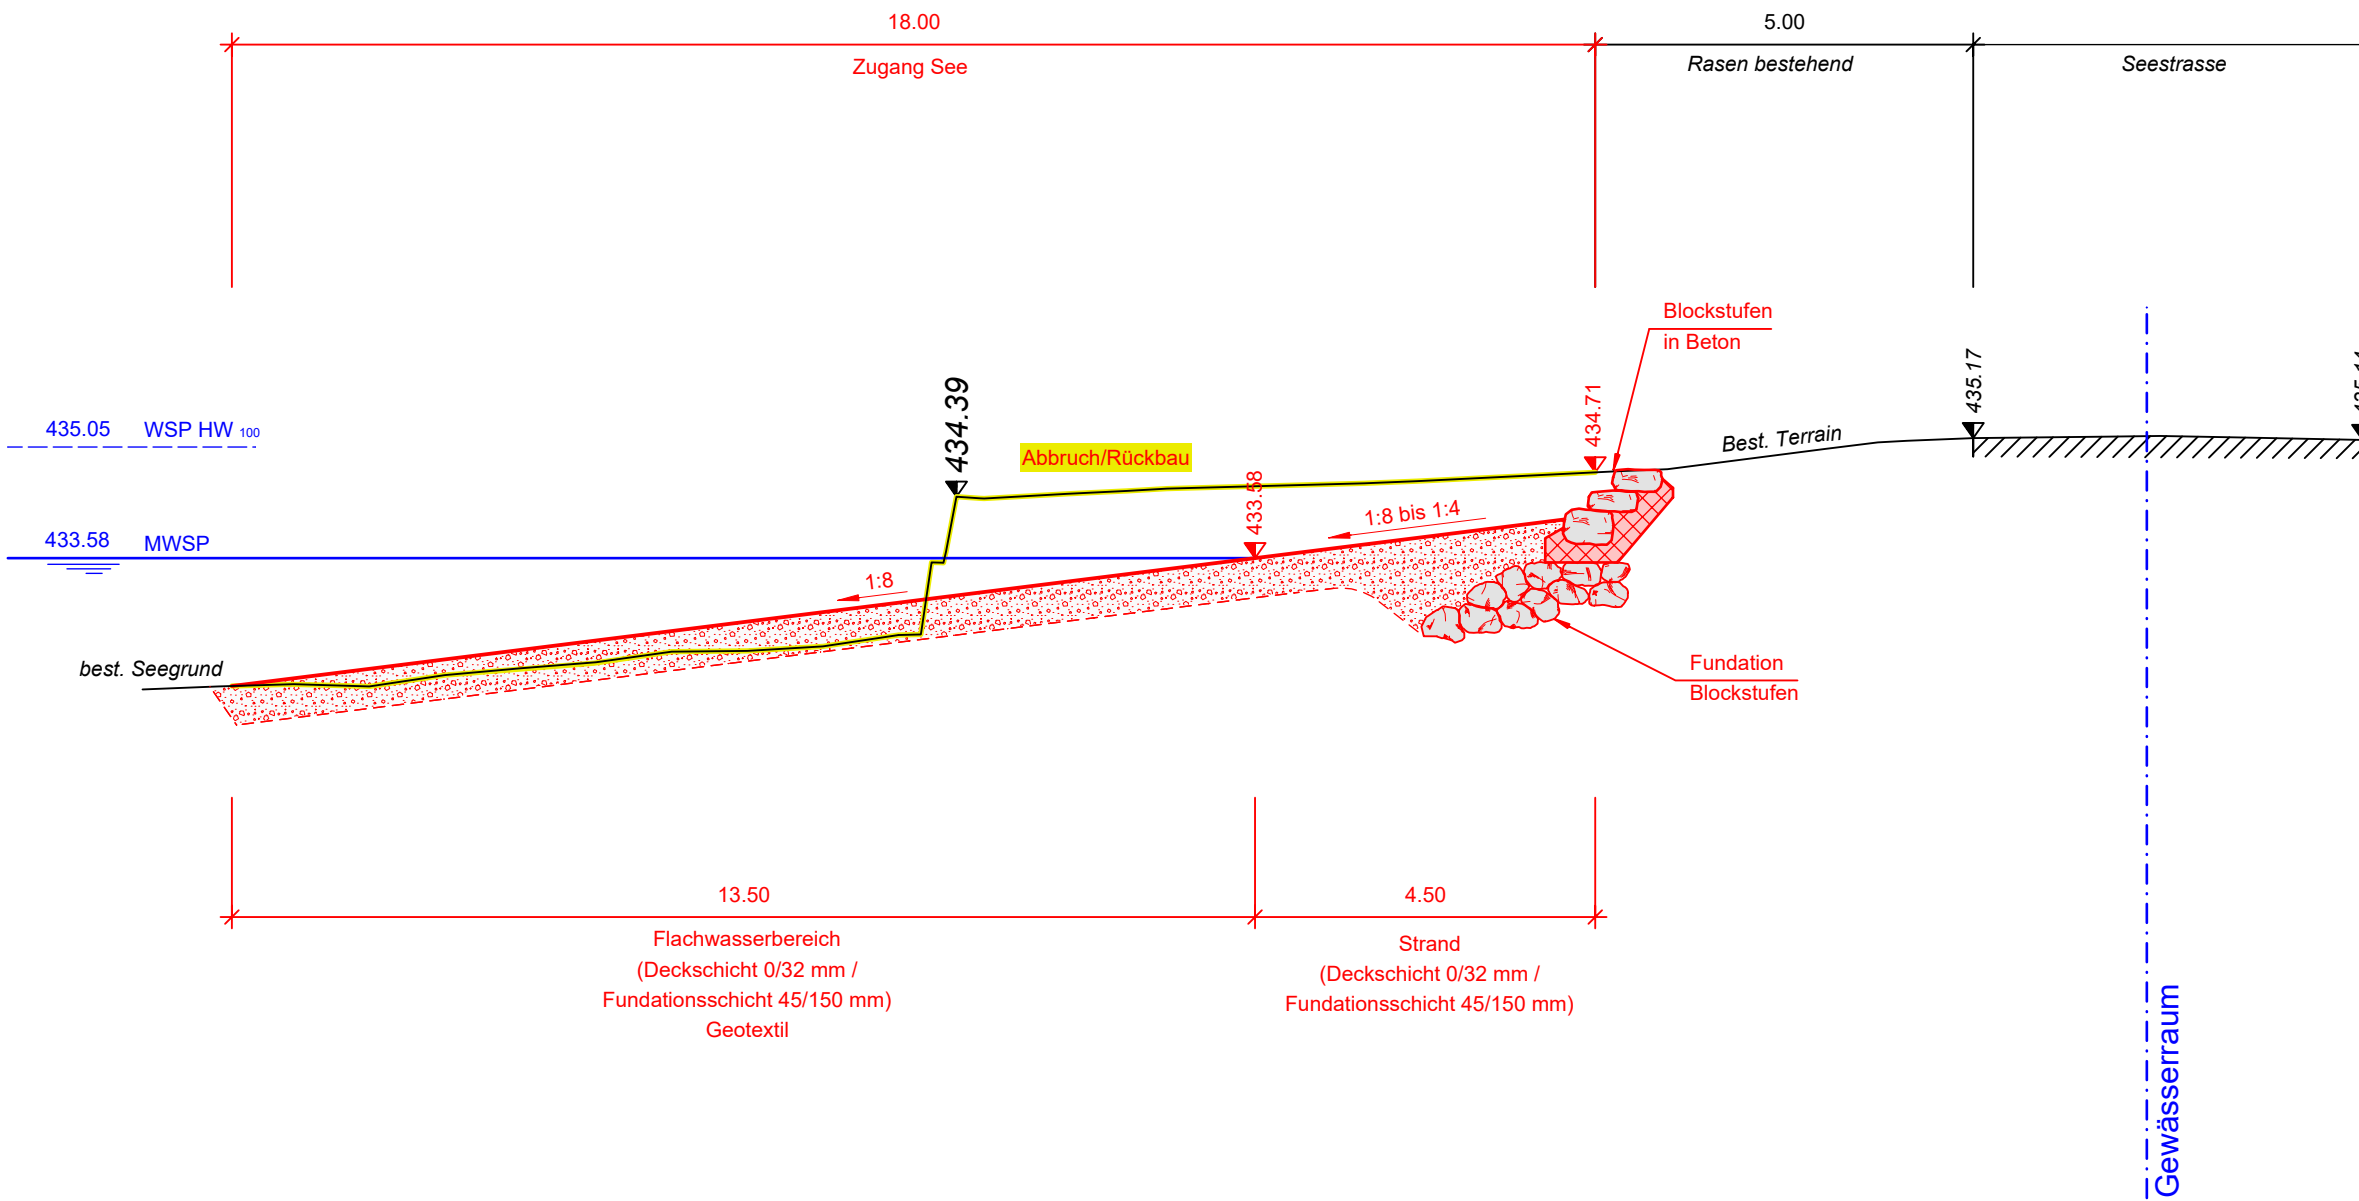 18.00
5.00
Zugang See
Rasen bestehend
Seestrasse
Blockstufen
in Beton
434.39
434.71
435.17
435.05 WSP HW 100
Abbruch/Rückbau
Best. Terrain
433.58
1:8 bis 1:4
433.58 MWSP
1:8
best. Seegrund
Fundation
Blockstufen
13.50
4.50
Flachwasserbereich
(Deckschicht 0/32 mm /
Fundationsschicht 45/150 mm)
Geotextil
Strand
(Deckschicht 0/32 mm /
Fundationsschicht 45/150 mm)
Gewässerraum